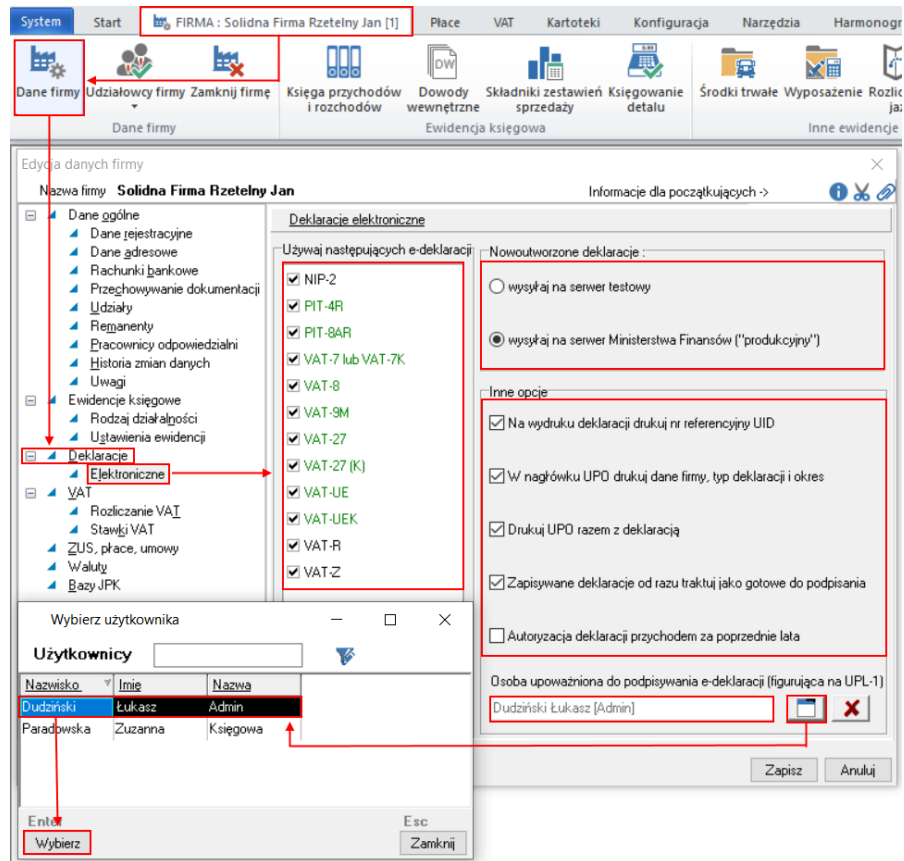 System Start FIRMA : Solidna Firma Rzetelny Jan [1] Płace VAT Kartoteki Konfiguracja Narzędzia Harmonogr
Dane firmy Udziałowcy firmy Zamknij firmę Księga przychodów i rozchodów DW Dowody wewnętrzne Składniki zestawień sprzedaży Księgowanie detalu Środki trwałe Wyposażenie Rozlic jaz
Dane firmy Ewidencja księgowa Inne ewidencje
Edycja danych firmy
Nazwa firmy Solidna Firma Rzetelny Jan Informacje dla początkujących ->
Dane ogólne
Dane rejestracyjne
Dane adresowe
Rachunki bankowe
Przechowywanie dokumentacji
Udziały
Remanenty
Pracownicy odpowiedzialni
Historia zmian danych
Uwagi
Ewidencje księgowe
Rodzaj działalności
Ustawienia ewidencji
Deklaracje
Elektroniczne
VAT
Rozliczanie VAT
Stawki VAT
ZUS, płace, umowy
Waluty
Bazy JPK
Deklaracje elektroniczne
Używaj następujących e-deklaracji
NIP-2
PIT-4R
PIT-8AR
VAT-7 lub VAT-7K
VAT-8
VAT-9M
VAT-27
VAT-27 (K)
VAT-UE
VAT-UEK
VAT-R
VAT-Z
Nowoutworzone deklaracje :
wysyłaj na serwer testowy
wysyłaj na serwer Ministerstwa Finansów ("produkcyjny")
Inne opcje
Na wydruku deklaracji drukuj nr referencyjny UID
W nagłówku UPO drukuj dane firmy, typ deklaracji i okres
Drukuj UPO razem z deklaracją
Zapisywane deklaracje od razu traktuj jako gotowe do podpisania
Autoryzacja deklaracji przychodem za poprzednie lata
Osoba upoważniona do podpisywania e-deklaracji (figurująca na UPL-1)
Dudziński Łukasz [Admin]
Zapisz Anuluj
Wybierz użytkownika
Użytkownicy
Nazwisko Imię Nazwa
Dudziński Łukasz Admin
Paradowska Zuzanna Księgowa
Enter Esc
Wybierz Zamknij